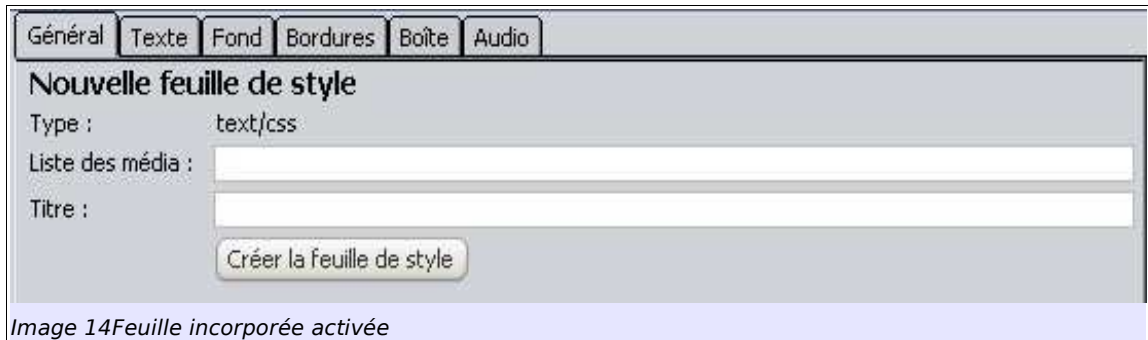 Général Texte Fond Bordures Boîte Audio
Nouvelle feuille de style
Type : text/css
Liste des média :
Titre :
Créer la feuille de style
Image 14Feuille incorporée activée